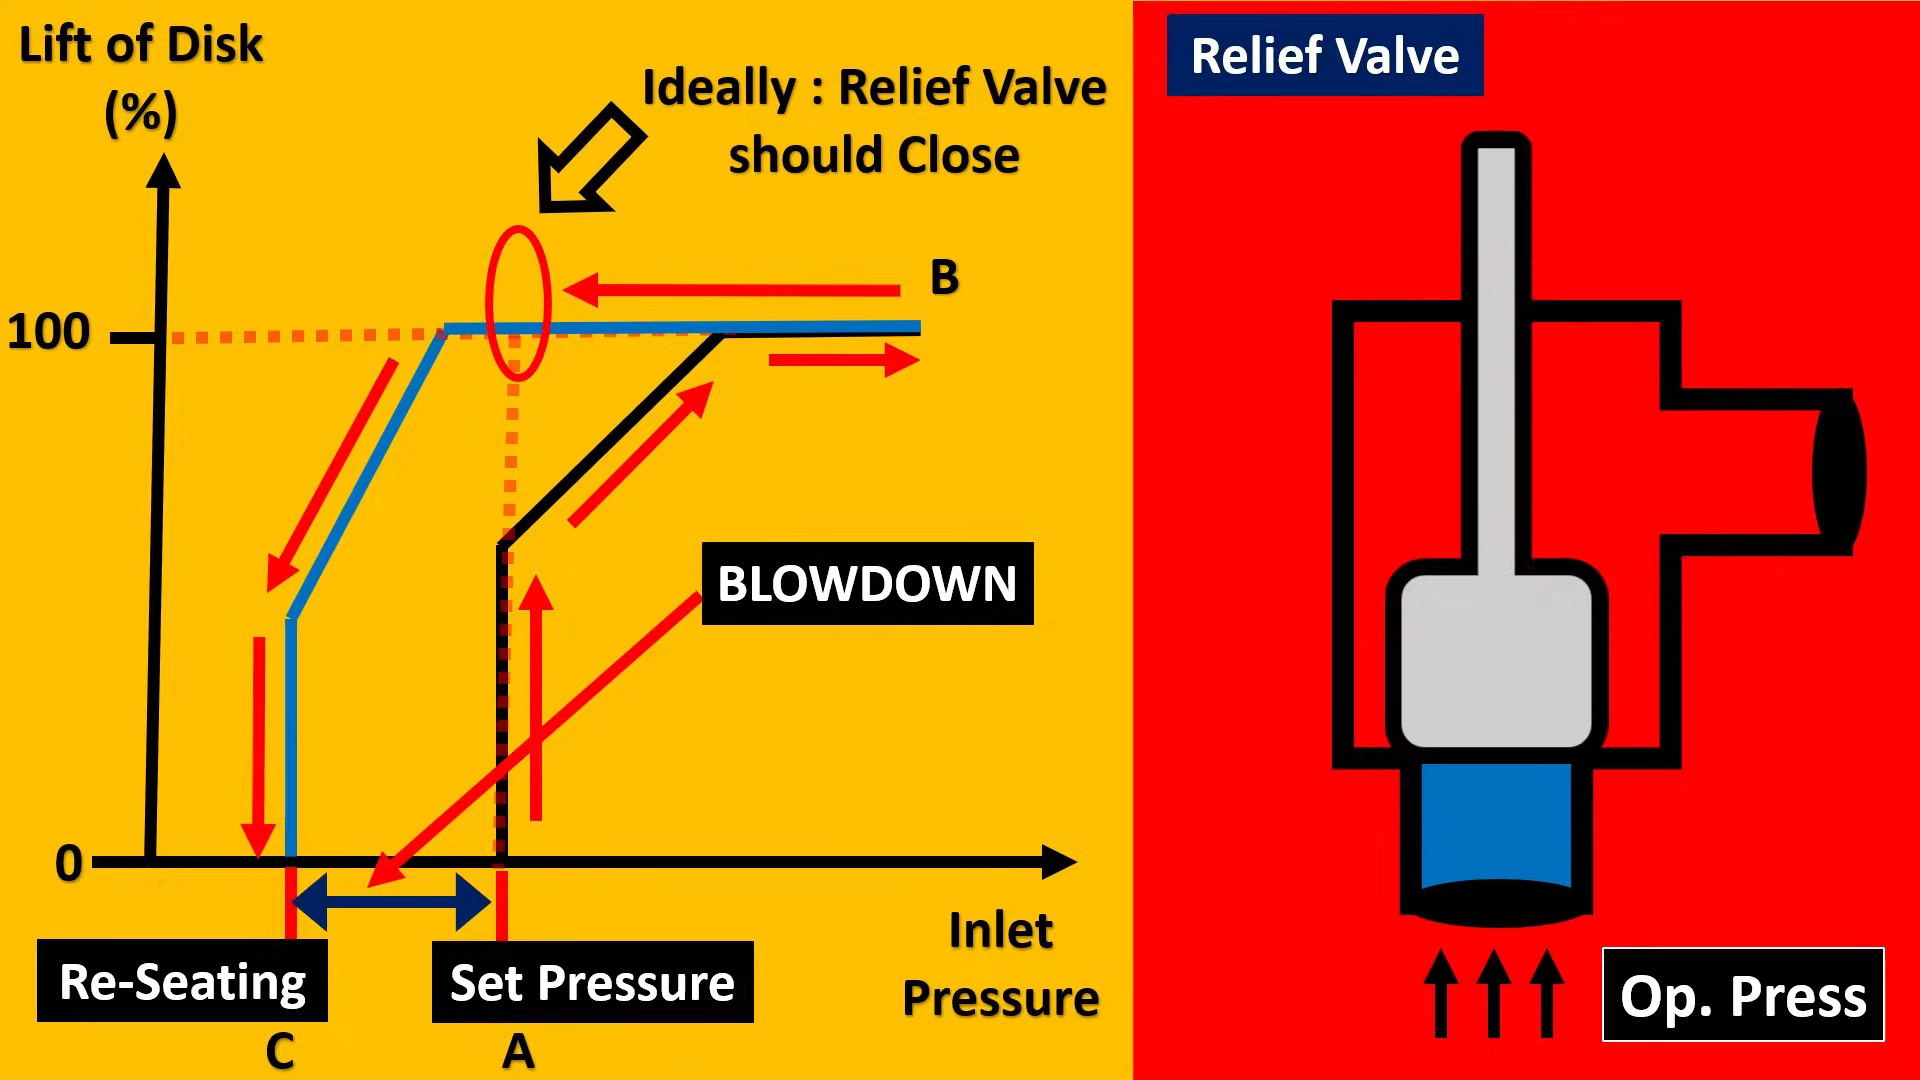 Lift of Disk
(%)
Ideally : Relief Valve
should Close
B
100
BLOWDOWN
0
Inlet
Pressure
Re-Seating
Set Pressure
C
A
Relief Valve
Op. Press